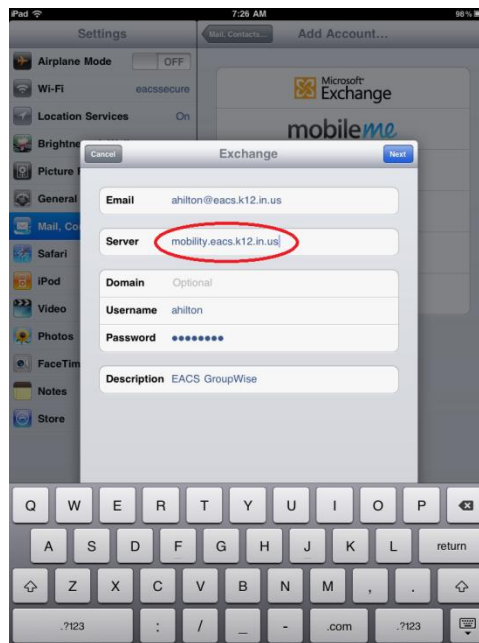 iPad 7:26 AM 98%
Settings
Mail, Contacts... Add Account...
Airplane Mode OFF
Wi-Fi eacssecure
Location Services On
Brightne
Picture F
General
Mail, Co
Safari
iPod
Video
Photos
FaceTim
Notes
Store
Microsoft
Exchange
mobileme
Cancel Exchange Next
Email ahilton@eacs.k12.in.us
Server mobility.eacs.k12.in.us
Domain Optional
Username ahilton
Password ••••••••
Description EACS GroupWise
Q W E R T Y U I O P
A S D F G H J K L return
Z X C V B N M , .
.?123 : / _ - .com .?123